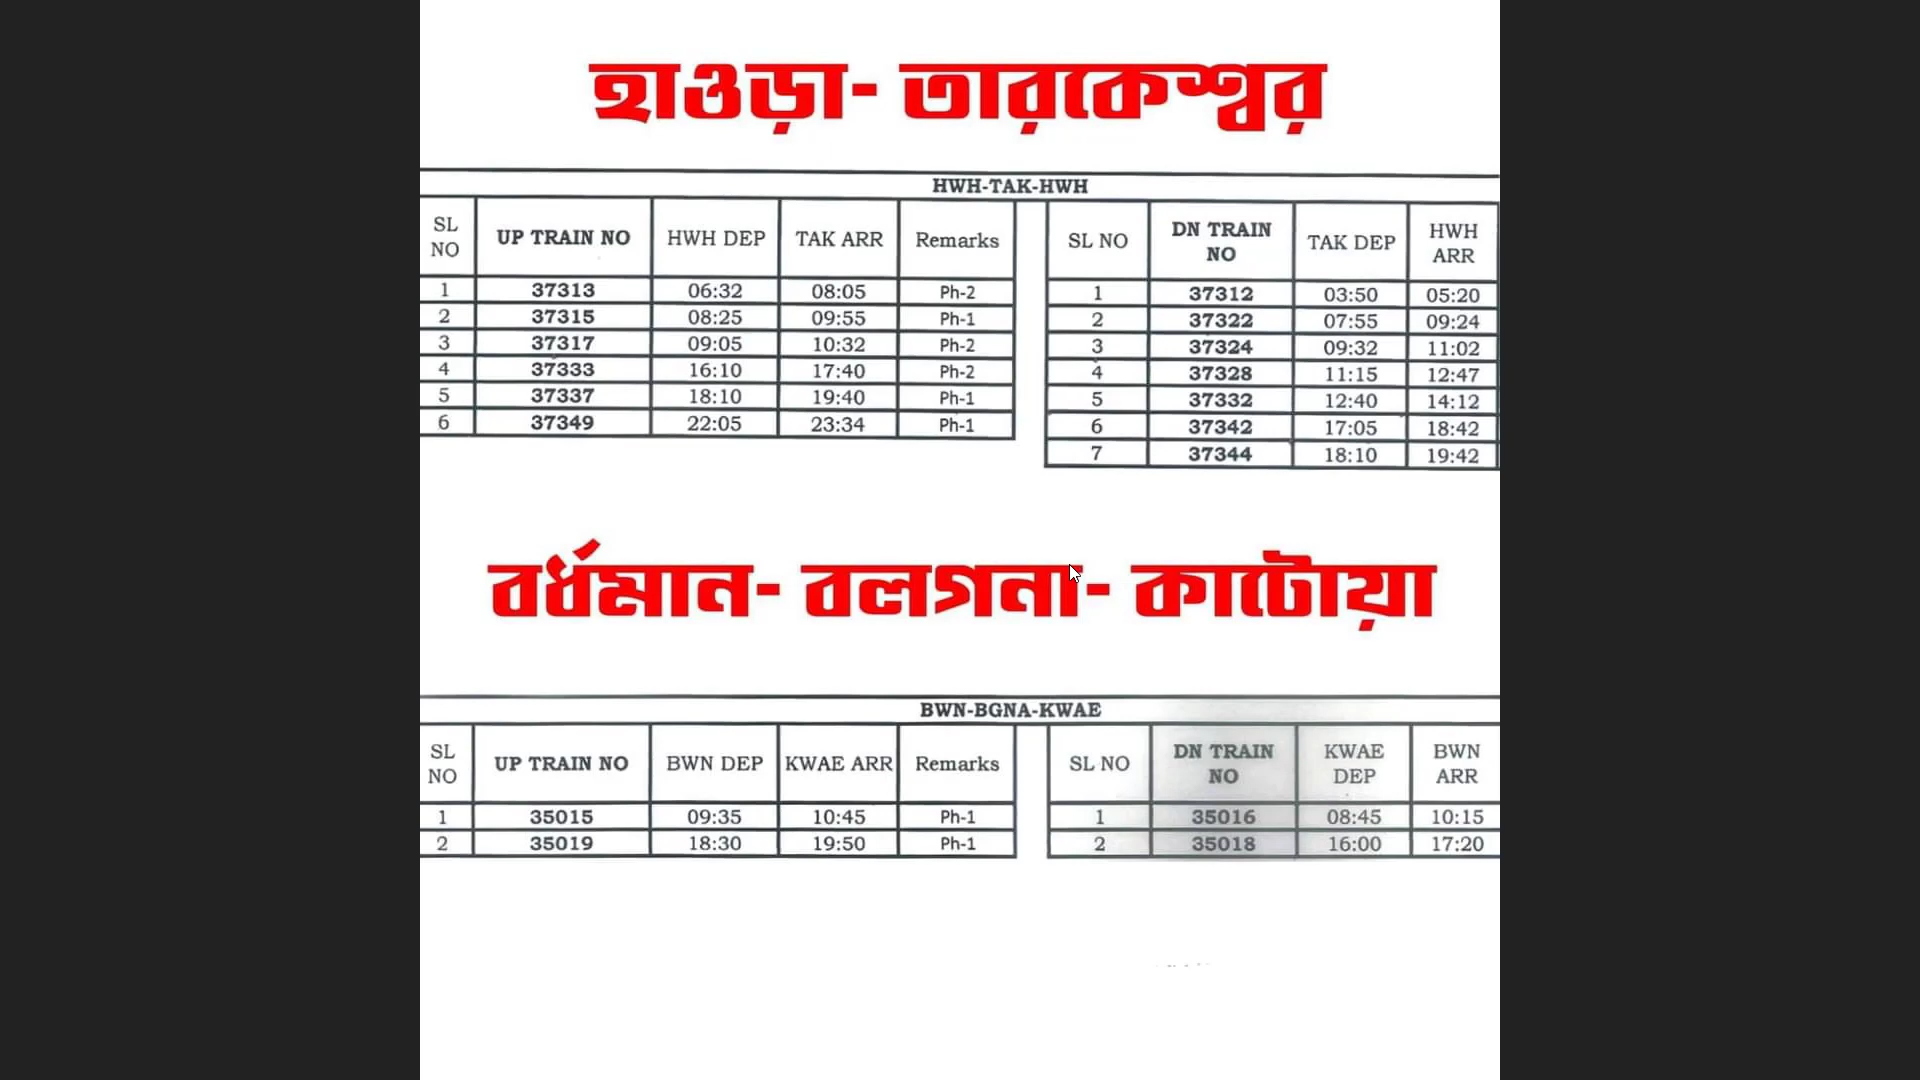 হাওড়া- তারকেশ্বর
HWH-TAK-HWH
SL NO UP TRAIN NO HWH DEP TAK ARR Remarks SL NO DN TRAIN NO TAK DEP HWH ARR
1 37313 06:32 08:05 Ph-2 1 37312 03:50 05:20
2 37315 08:25 09:55 Ph-1 2 37322 07:55 09:24
3 37317 09:05 10:32 Ph-2 3 37324 09:32 11:02
4 37333 16:10 17:40 Ph-2 4 37328 11:15 12:47
5 37337 18:10 19:40 Ph-1 5 37332 12:40 14:12
6 37349 22:05 23:34 Ph-1 6 37342 17:05 18:42
7 37344 18:10 19:42
বর্ধমান- বলগনা- কাটোয়া
BWN-BGNA-KWAE
SL NO UP TRAIN NO BWN DEP KWAE ARR Remarks SL NO DN TRAIN NO KWAE DEP BWN ARR
1 35015 09:35 10:45 Ph-1 1 35016 08:45 10:15
2 35019 18:30 19:50 Ph-1 2 35018 16:00 17:20